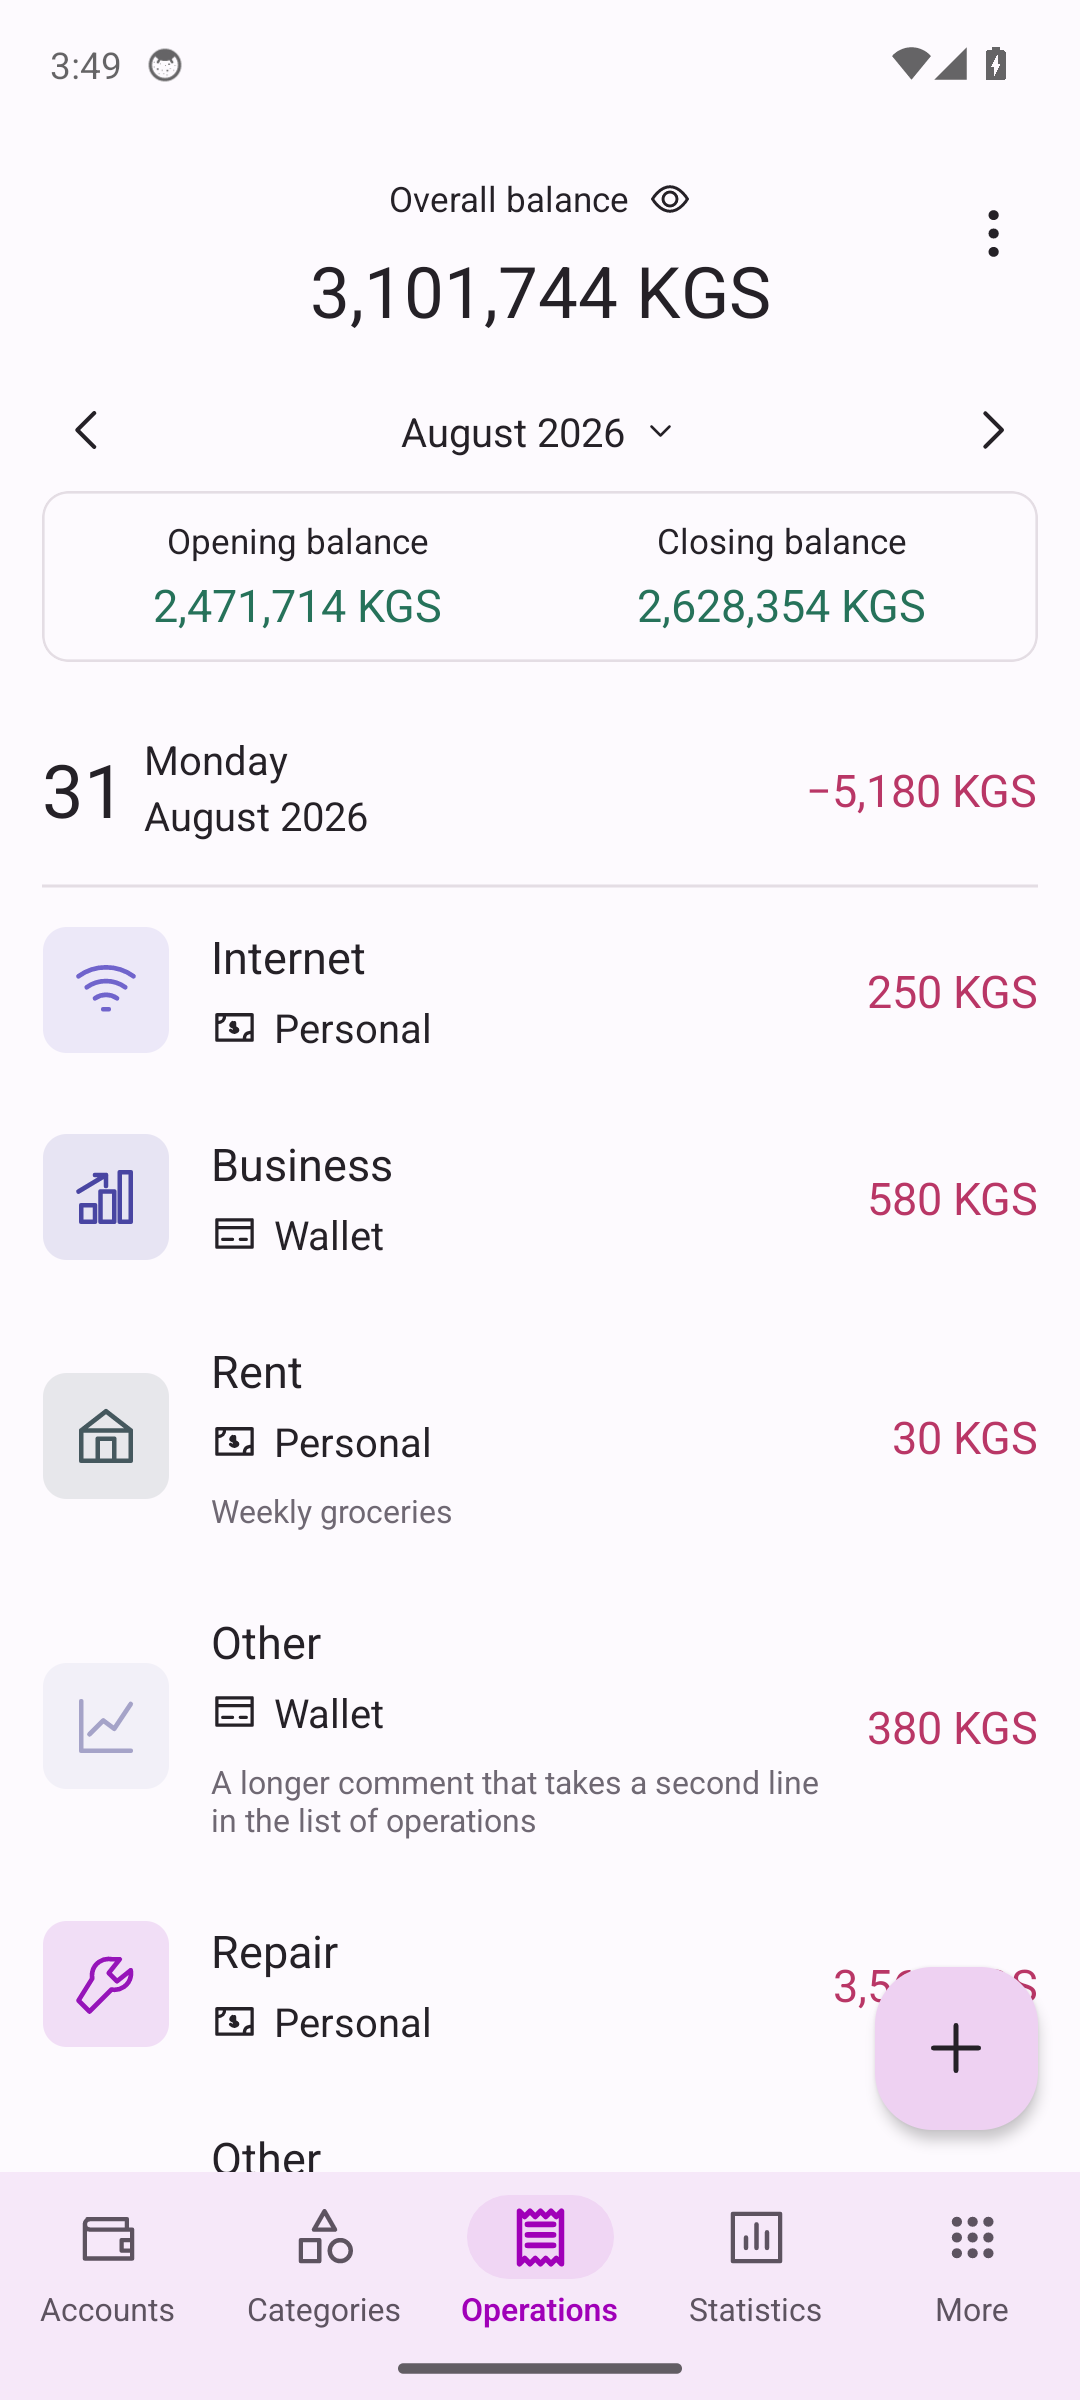 3:49
Overall balance
3,101,744 KGS
August 2026
Opening balance
Closing balance
2,471,714 KGS
2,628,354 KGS
31
Monday
August 2026
−5,180 KGS
Internet
Personal
250 KGS
Business
Wallet
580 KGS
Rent
Personal
Weekly groceries
30 KGS
Other
Wallet
A longer comment that takes a second line
in the list of operations
380 KGS
Repair
Personal
Other
Accounts
Categories
Operations
Statistics
More